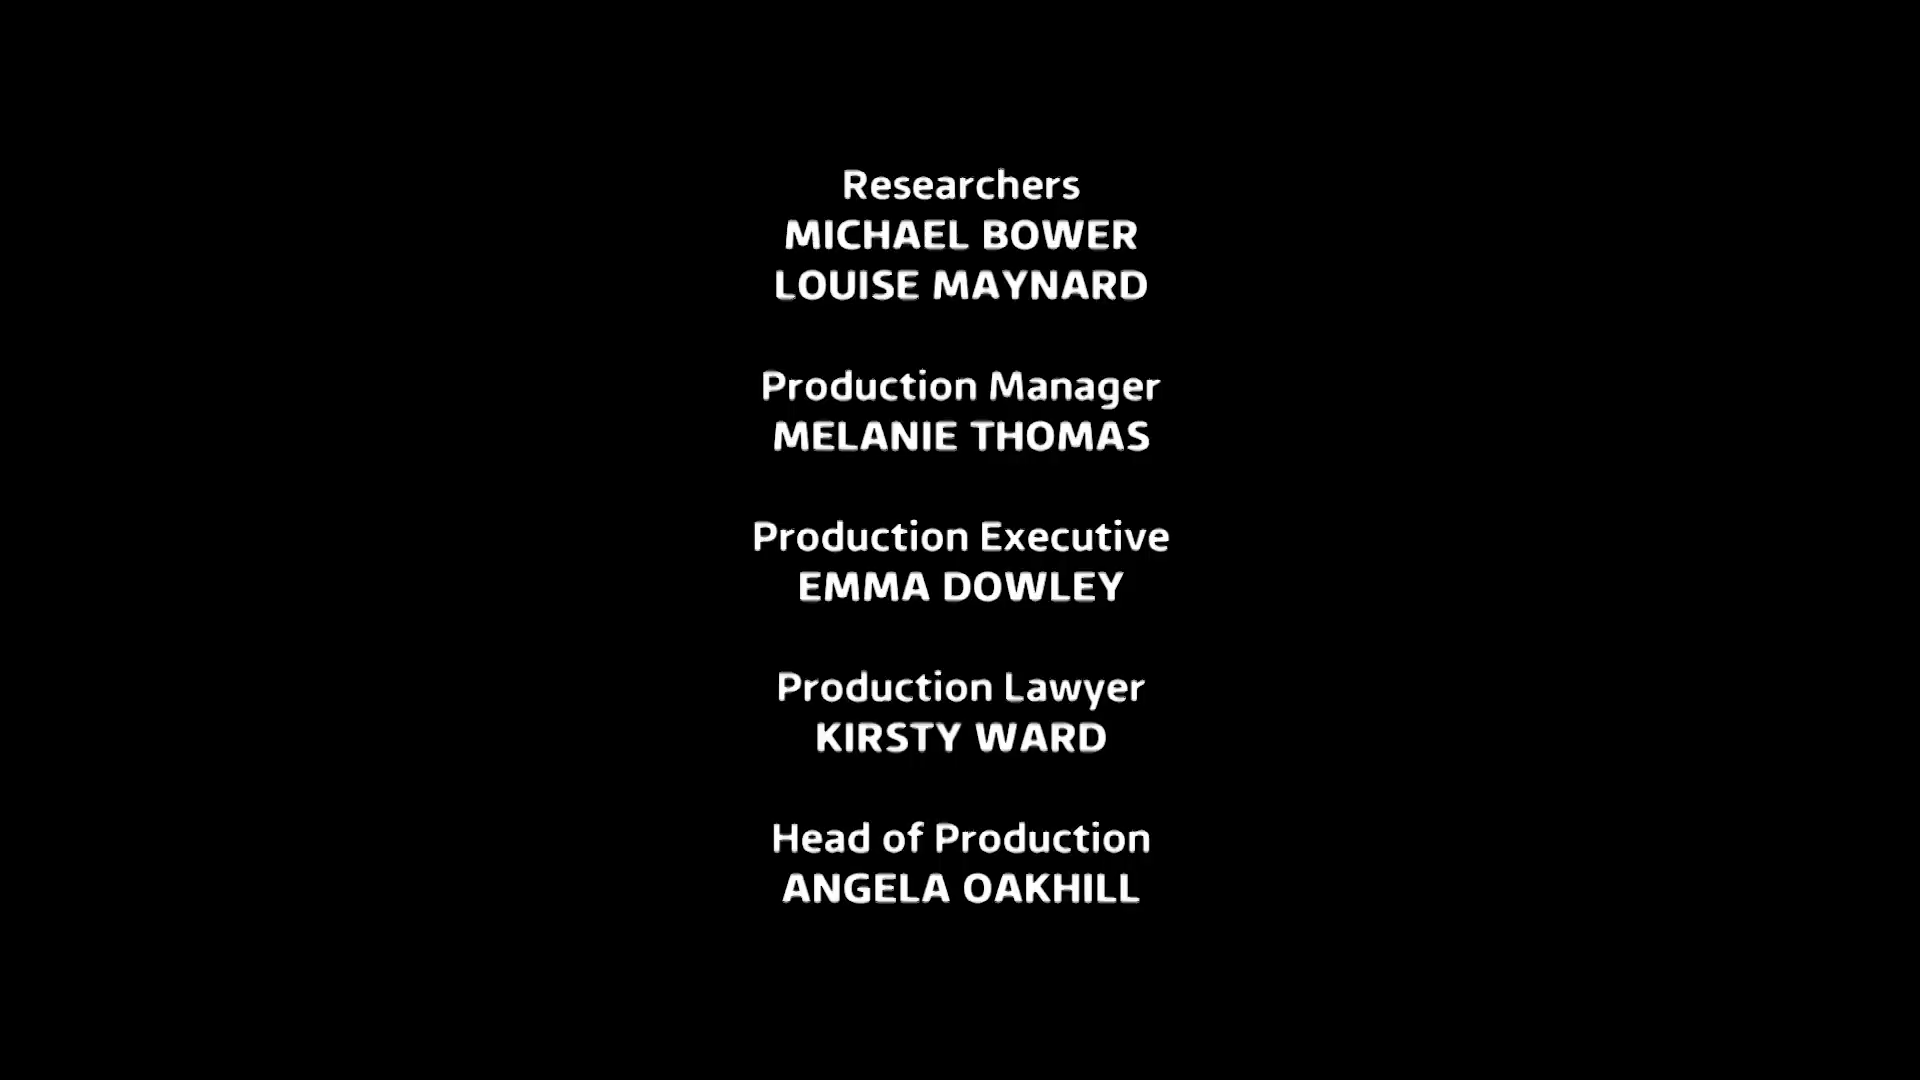 Researchers
MICHAEL BOWER
LOUISE MAYNARD
Production Manager
MELANIE THOMAS
Production Executive
EMMA DOWLEY
Production Lawyer
KIRSTY WARD
Head of Production
ANGELA OAKHILL